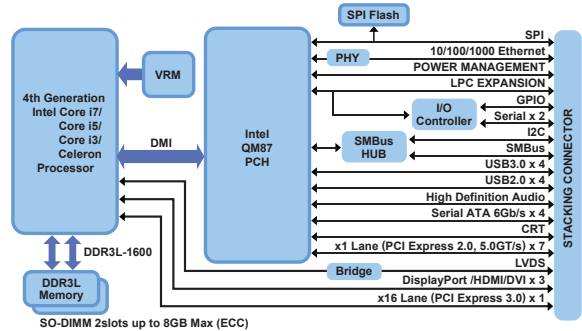 SPI Flash
SPI
10/100/1000 Ethernet
PHY
POWER MANAGEMENT
VRM
LPC EXPANSION
4th Generation
Intel Core i7/
Core i5/
Core i3/
Celeron
Processor
GPIO
I/O
Controller
Serial x 2
DMI
Intel
QM87
PCH
I2C
SMBus
HUB
SMBus
USB3.0 x 4
USB2.0 x 4
High Definition Audio
Serial ATA 6Gb/s x 4
CRT
x1 Lane (PCI Express 2.0, 5.0GT/s) x 7
LVDS
Bridge
DisplayPort /HDMI/DVI x 3
x16 Lane (PCI Express 3.0) x 1
STACKING CONNECTOR
DDR3L-1600
DDR3L
Memory
SO-DIMM 2slots up to 8GB Max (ECC)